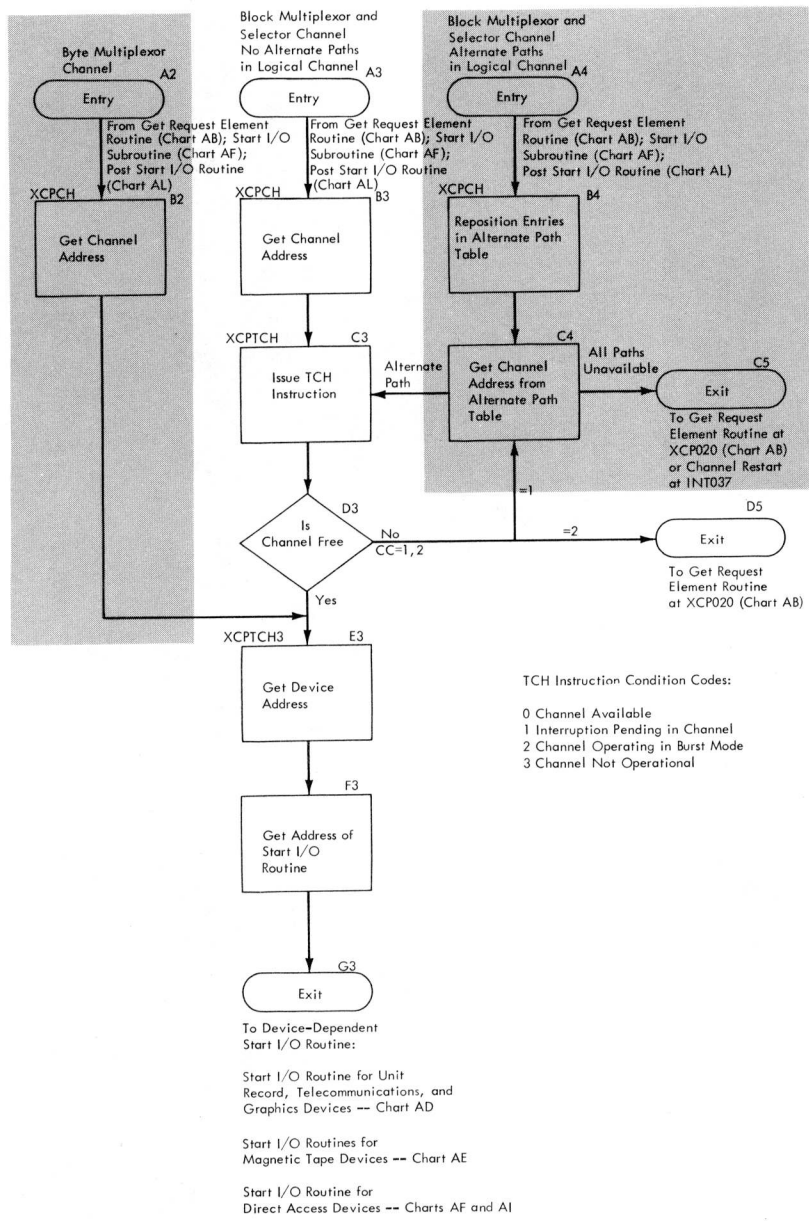 Byte Multiplexor
Channel
A2
Entry
From Get Request Element
Routine (Chart AB); Start I/O
Subroutine (Chart AF);
Post Start I/O Routine
(Chart AL)
XCPCH
B2
Get Channel
Address
Block Multiplexor and
Selector Channel
No Alternate Paths
in Logical Channel
A3
Entry
From Get Request Element
Routine (Chart AB); Start I/O
Subroutine (Chart AF);
Post Start I/O Routine
(Chart AL)
XCPCH
B3
Get Channel
Address
Block Multiplexor and
Selector Channel
Alternate Paths
in Logical Channel
A4
Entry
From Get Request Element
Routine (Chart AB); Start I/O
Subroutine (Chart AF);
Post Start I/O Routine (Chart AL)
XCPCH
B4
Reposition Entries
in Alternate Path
Table
XCPTCH
C3
Issue TCH
Instruction
Alternate
Path
C4
Get Channel
Address from
Alternate Path
Table
All Paths
Unavailable
C5
Exit
To Get Request
Element Routine at
XCP020 (Chart AB)
or Channel Restart
at INT037
D3
Is
Channel Free
No
CC=1, 2
=1
=2
D5
Exit
To Get Request
Element Routine
at XCP020 (Chart AB)
Yes
XCPTCH3
E3
Get Device
Address
TCH Instruction Condition Codes:
0 Channel Available
1 Interruption Pending in Channel
2 Channel Operating in Burst Mode
3 Channel Not Operational
F3
Get Address of
Start I/O
Routine
G3
Exit
To Device-Dependent
Start I/O Routine:
Start I/O Routine for Unit
Record, Telecommunications, and
Graphics Devices -- Chart AD
Start I/O Routines for
Magnetic Tape Devices -- Chart AE
Start I/O Routine for
Direct Access Devices -- Charts AF and AI